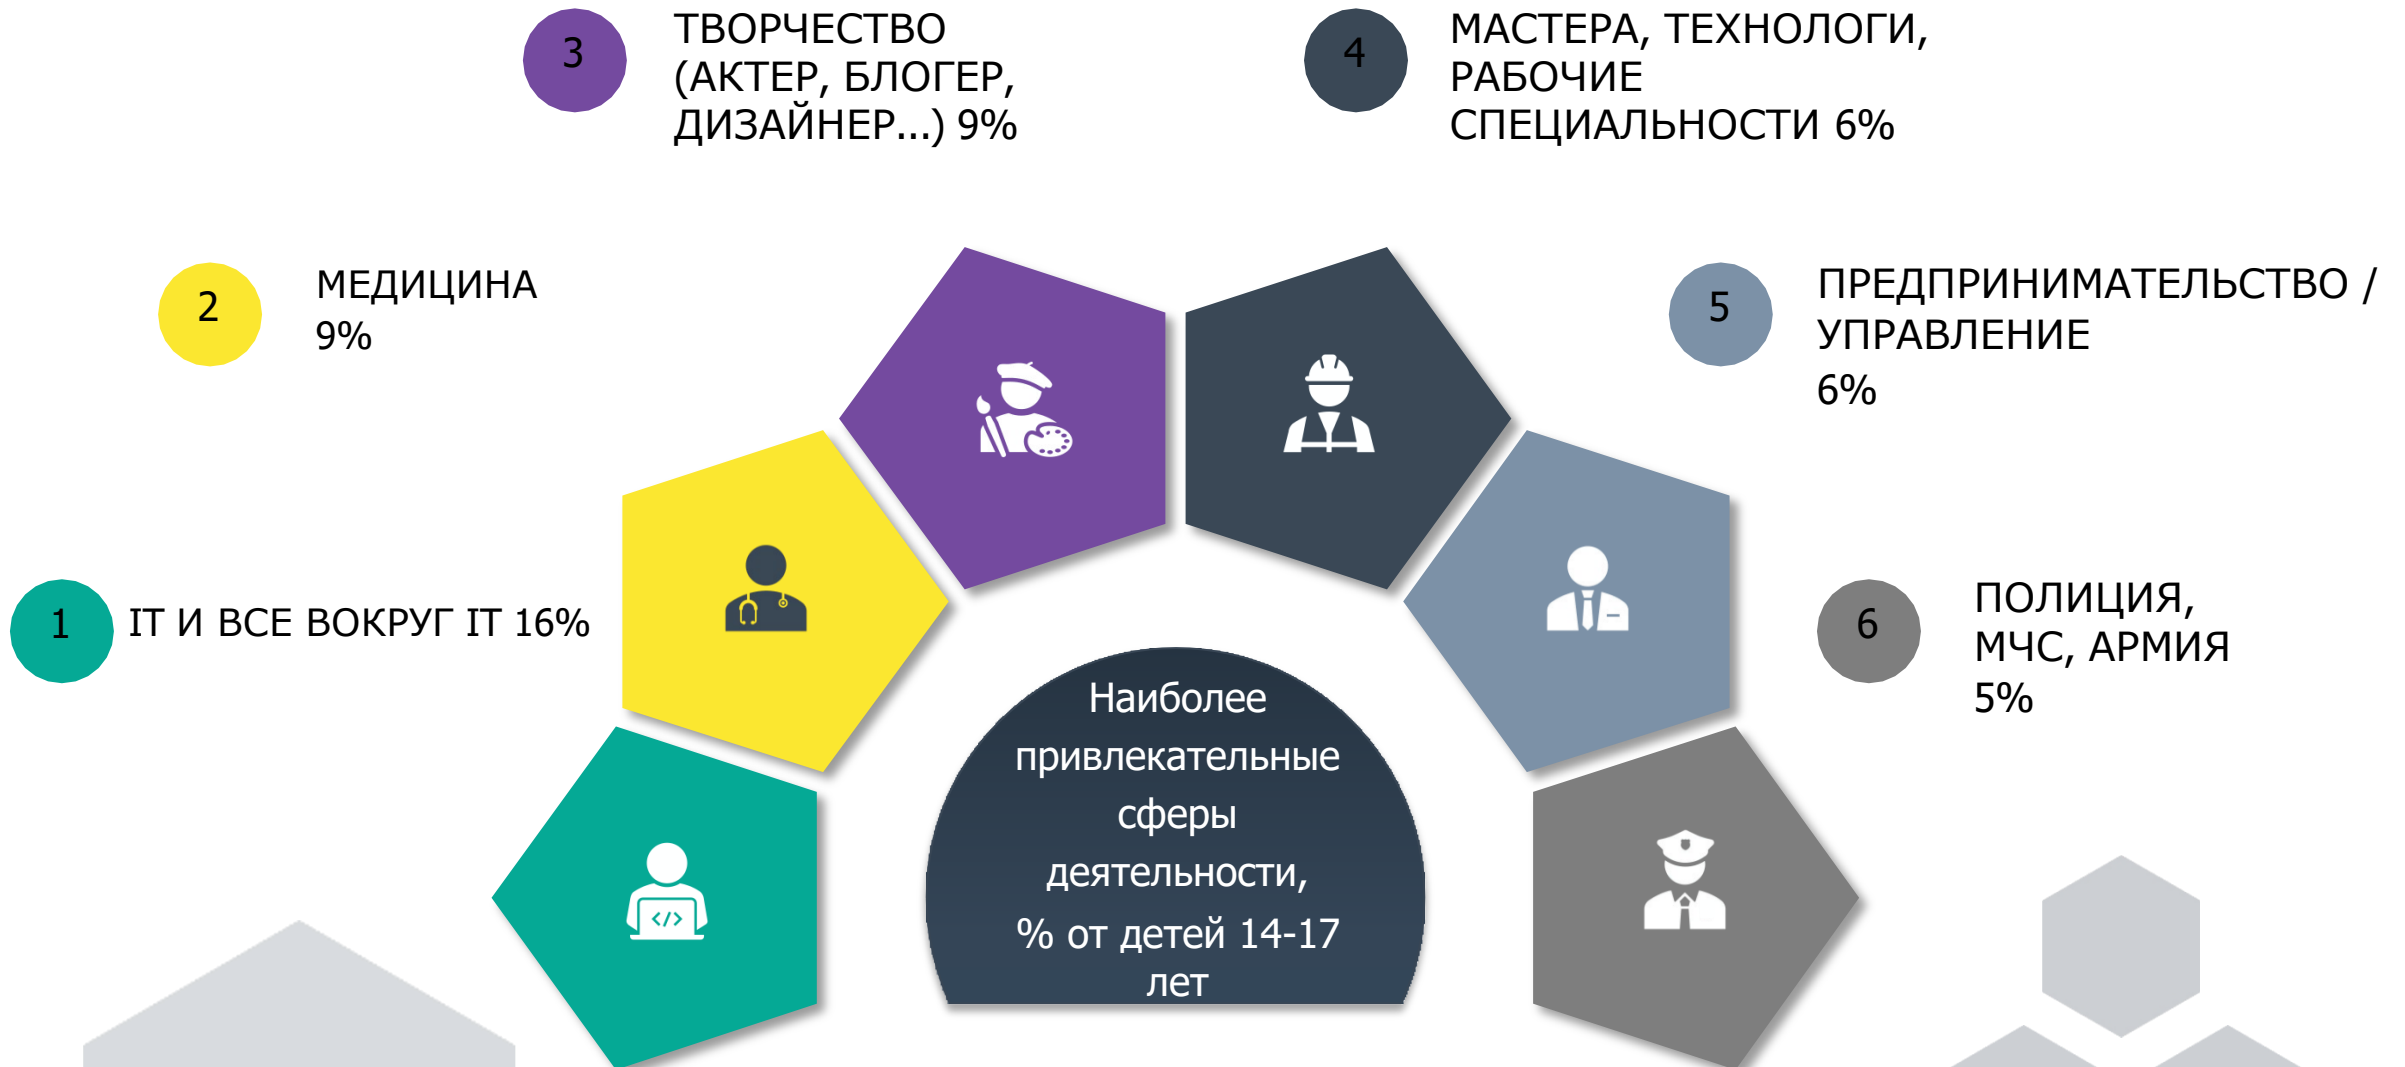 1
IT И ВСЕ ВОКРУГ IT 16%
2
МЕДИЦИНА
9%
3
ТВОРЧЕСТВО
(АКТЕР, БЛОГЕР,
ДИЗАЙНЕР...) 9%
4
МАСТЕРА, ТЕХНОЛОГИ,
РАБОЧИЕ
СПЕЦИАЛЬНОСТИ 6%
5
ПРЕДПРИНИМАТЕЛЬСТВО /
УПРАВЛЕНИЕ
6%
6
ПОЛИЦИЯ,
МЧС, АРМИЯ
5%
Наиболее
привлекательные
сферы
деятельности,
% от детей 14-17
лет